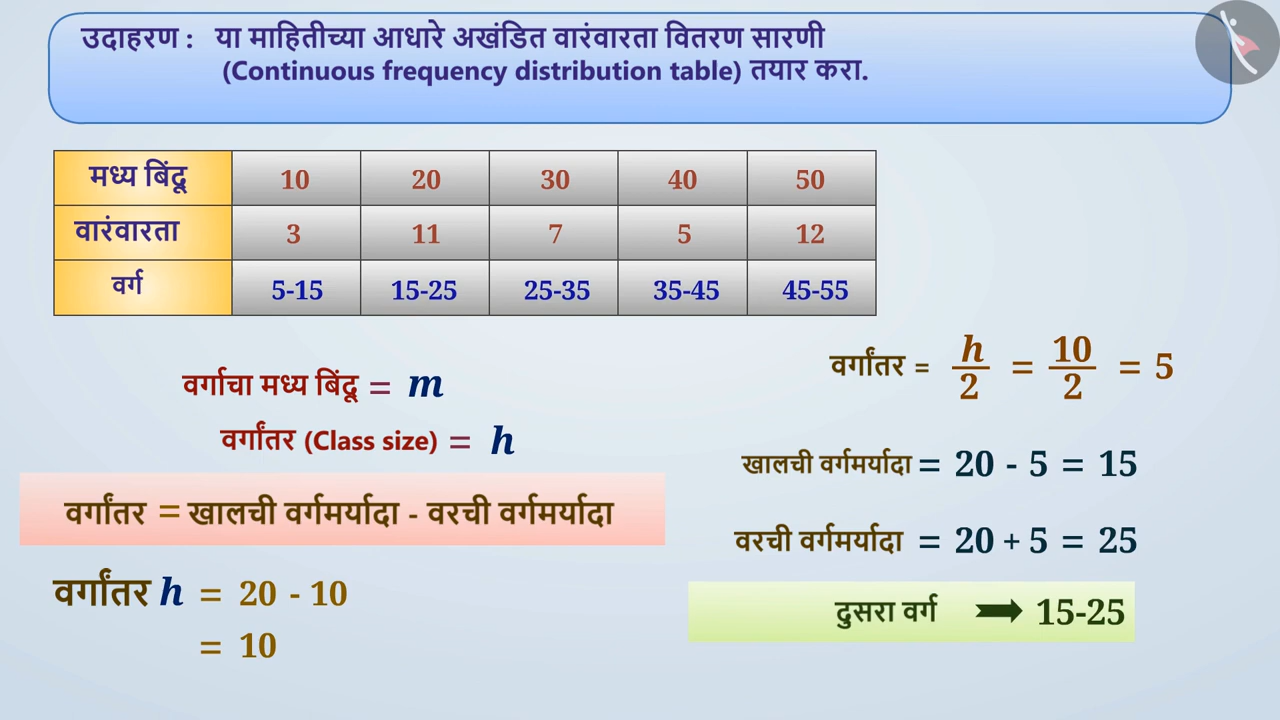 उदाहरण : या माहितीच्या आधारे अखंडित वारंवारता वितरण सारणी
(Continuous frequency distribution table) तयार करा.
मध्य बिंदू 10 20 30 40 50
वारंवारता 3 11 7 5 12
वर्ग 5-15 15-25 25-35 35-45 45-55
वर्गाचा मध्य बिंदू = m
वर्गांतर (Class size) = h
वर्गांतर = खालची वर्गमर्यादा - वरची वर्गमर्यादा
वर्गांतर h = 20 - 10
= 10
वर्गांतर = h/2 = 10/2 = 5
खालची वर्गमर्यादा = 20 - 5 = 15
वरची वर्गमर्यादा = 20 + 5 = 25
दुसरा वर्ग ➡ 15-25